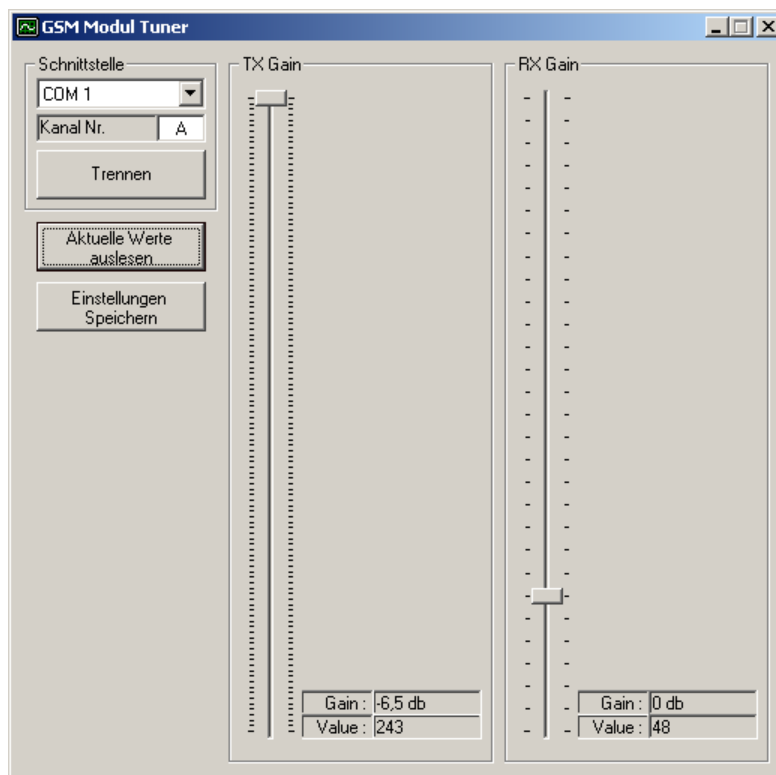 GSM Modul Tuner
Schnittstelle
COM 1
Kanal Nr. A
Trennen
Aktuelle Werte
auslesen
Einstellungen
Speichern
TX Gain
Gain : -6,5 db
Value : 243
RX Gain
Gain : 0 db
Value : 48